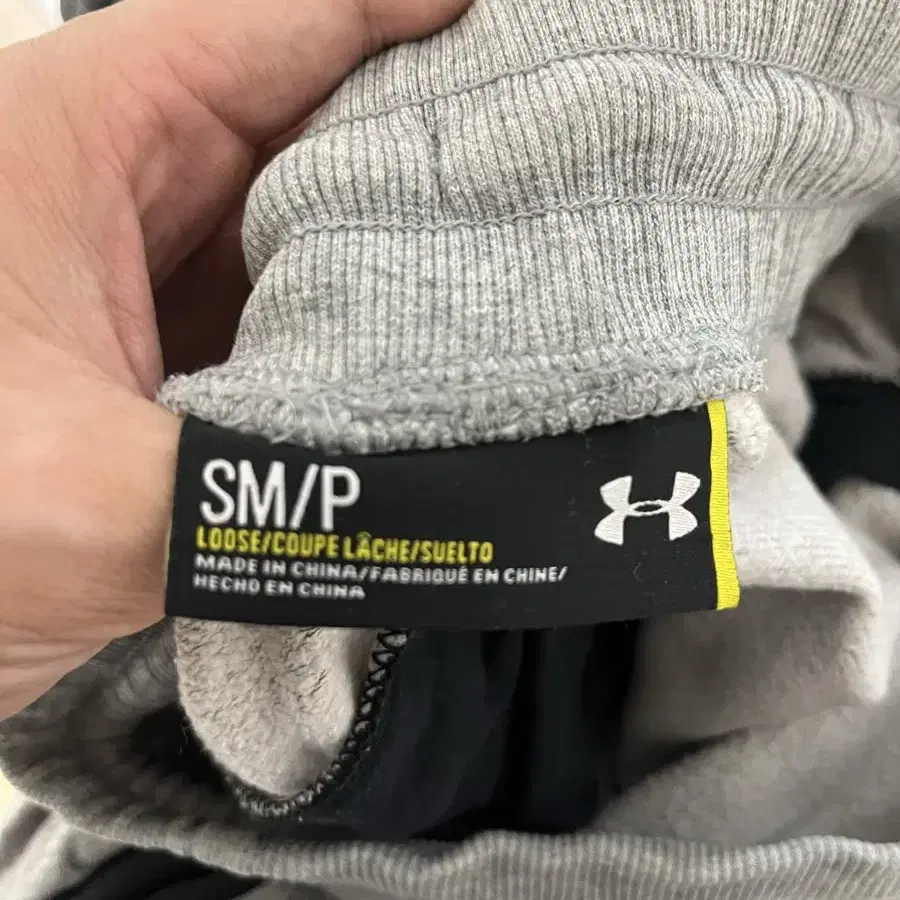 SM/P
LOOSE/COUPE LÂCHE/SUELTO
MADE IN CHINA/FABRIQUÉ EN CHINE/
HECHO EN CHINA